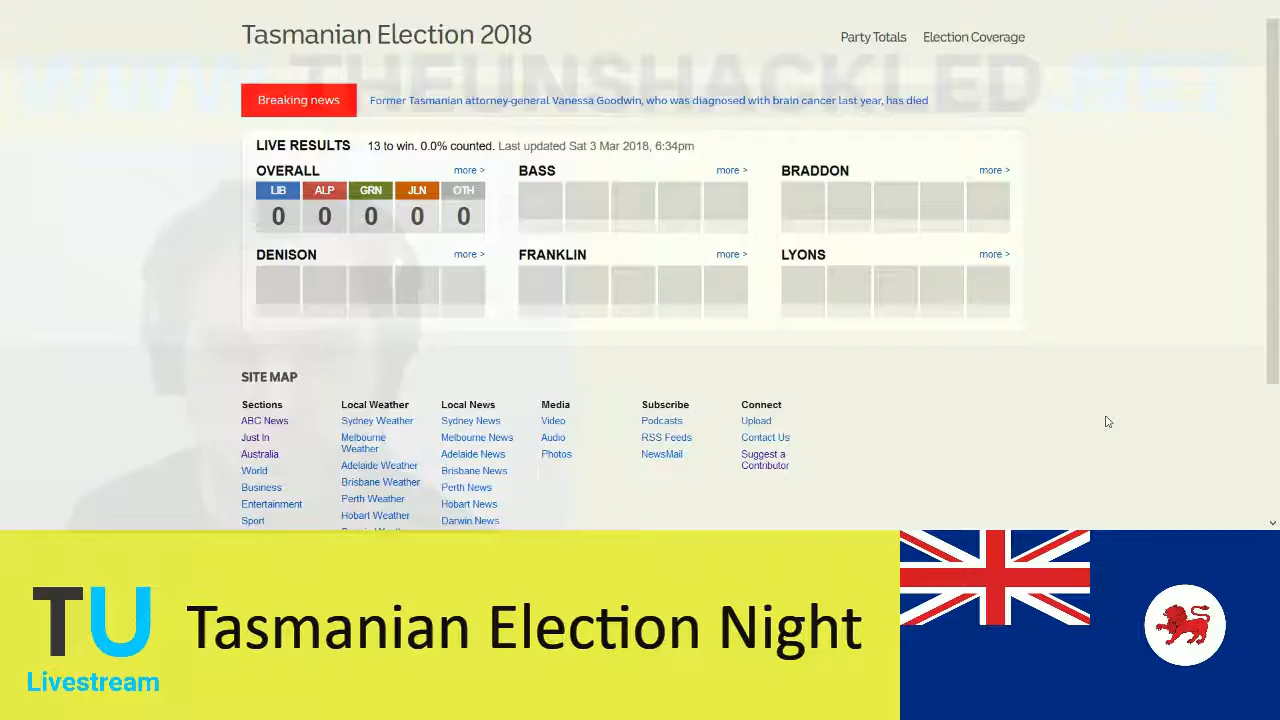 Tasmanian Election 2018
Party Totals Election Coverage
WWW.THEUNSHACKLED.NET
Breaking news Former Tasmanian attorney-general Vanessa Goodwin, who was diagnosed with brain cancer last year, has died
LIVE RESULTS 13 to win. 0.0% counted. Last updated Sat 3 Mar 2018, 6:34pm
OVERALL more > BASS more > BRADDON more >
LIB ALP GRN JLN OTH
0 0 0 0 0
DENISON more > FRANKLIN more > LYONS more >
SITE MAP
Sections Local Weather Local News Media Subscribe Connect
ABC News Sydney Weather Sydney News Video Podcasts Upload
Just In Melbourne Weather Melbourne News Audio RSS Feeds Contact Us
Australia Adelaide Weather Adelaide News Photos NewsMail Suggest a Contributor
World Brisbane Weather Brisbane News
Business Perth Weather Perth News
Entertainment Hobart Weather Hobart News
Sport Darwin News
TU
Livestream
Tasmanian Election Night